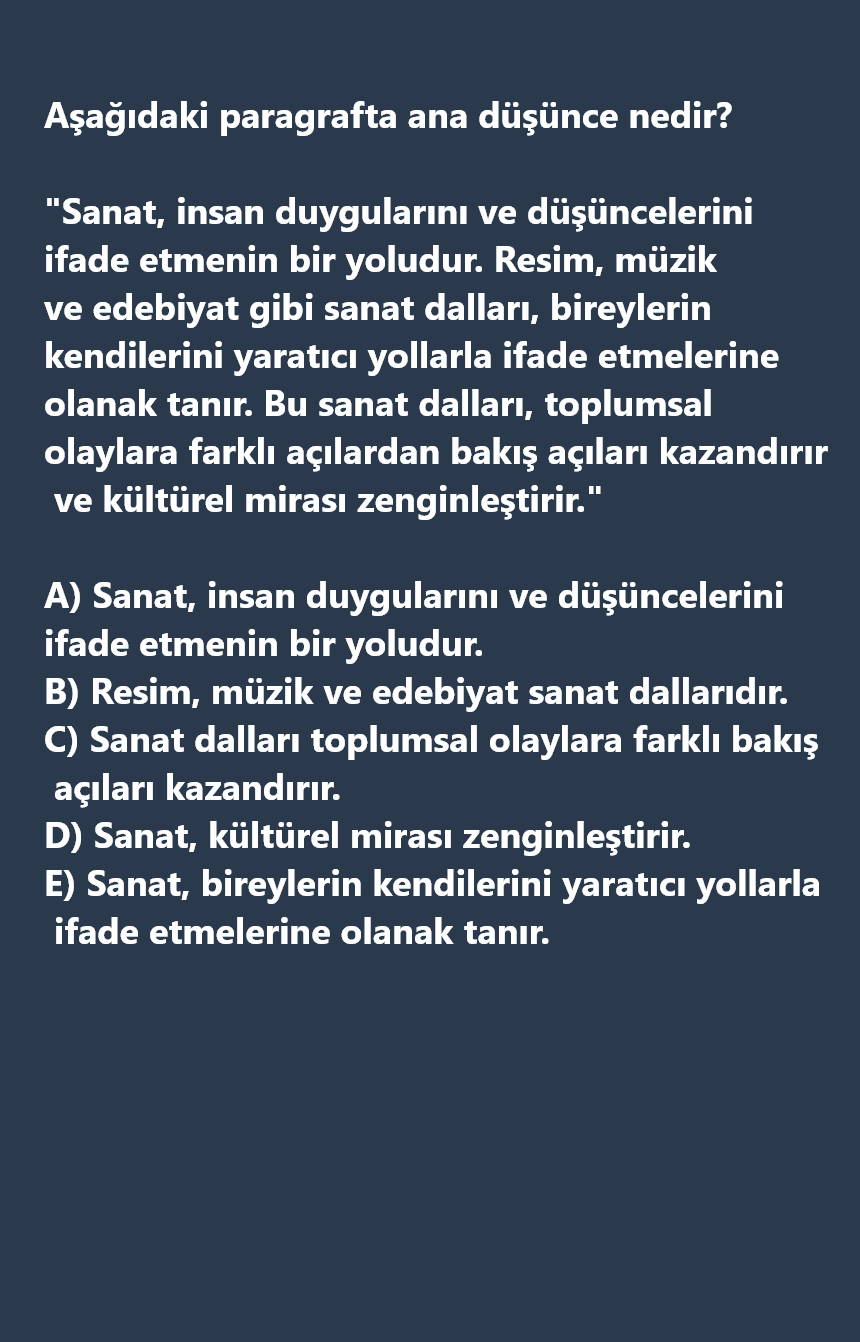 Aşağıdaki paragrafta ana düşünce nedir?
"Sanat, insan duygularını ve düşüncelerini
ifade etmenin bir yoludur. Resim, müzik
ve edebiyat gibi sanat dalları, bireylerin
kendilerini yaratıcı yollarla ifade etmelerine
olanak tanır. Bu sanat dalları, toplumsal
olaylara farklı açılardan bakış açıları kazandırır
ve kültürel mirası zenginleştirir."
A) Sanat, insan duygularını ve düşüncelerini
ifade etmenin bir yoludur.
B) Resim, müzik ve edebiyat sanat dallarıdır.
C) Sanat dalları toplumsal olaylara farklı bakış
açıları kazandırır.
D) Sanat, kültürel mirası zenginleştirir.
E) Sanat, bireylerin kendilerini yaratıcı yollarla
ifade etmelerine olanak tanır.